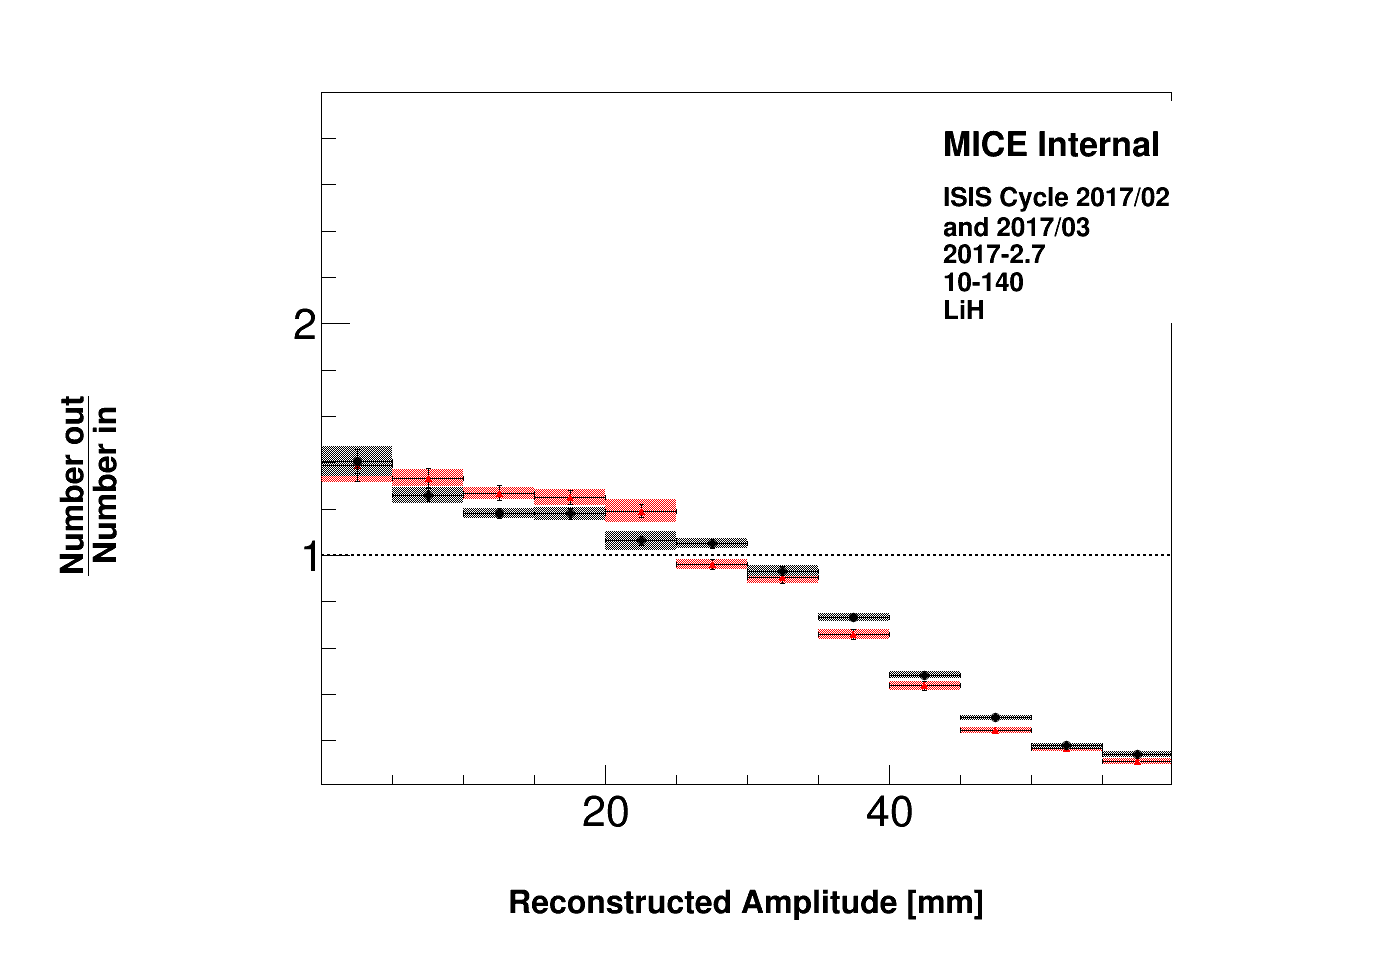 MICE Internal
ISIS Cycle 2017/02
and 2017/03
2017-2.7
10-140
LiH
2
1
Number out
Number in
20 40
Reconstructed Amplitude [mm]